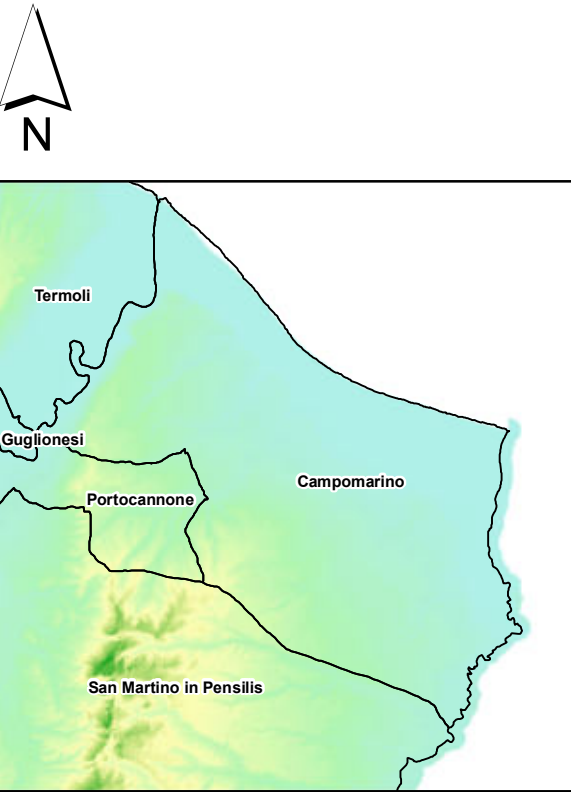 N
Termoli
Guglionesi
Campomarino
Portocannone
San Martino in Pensilis